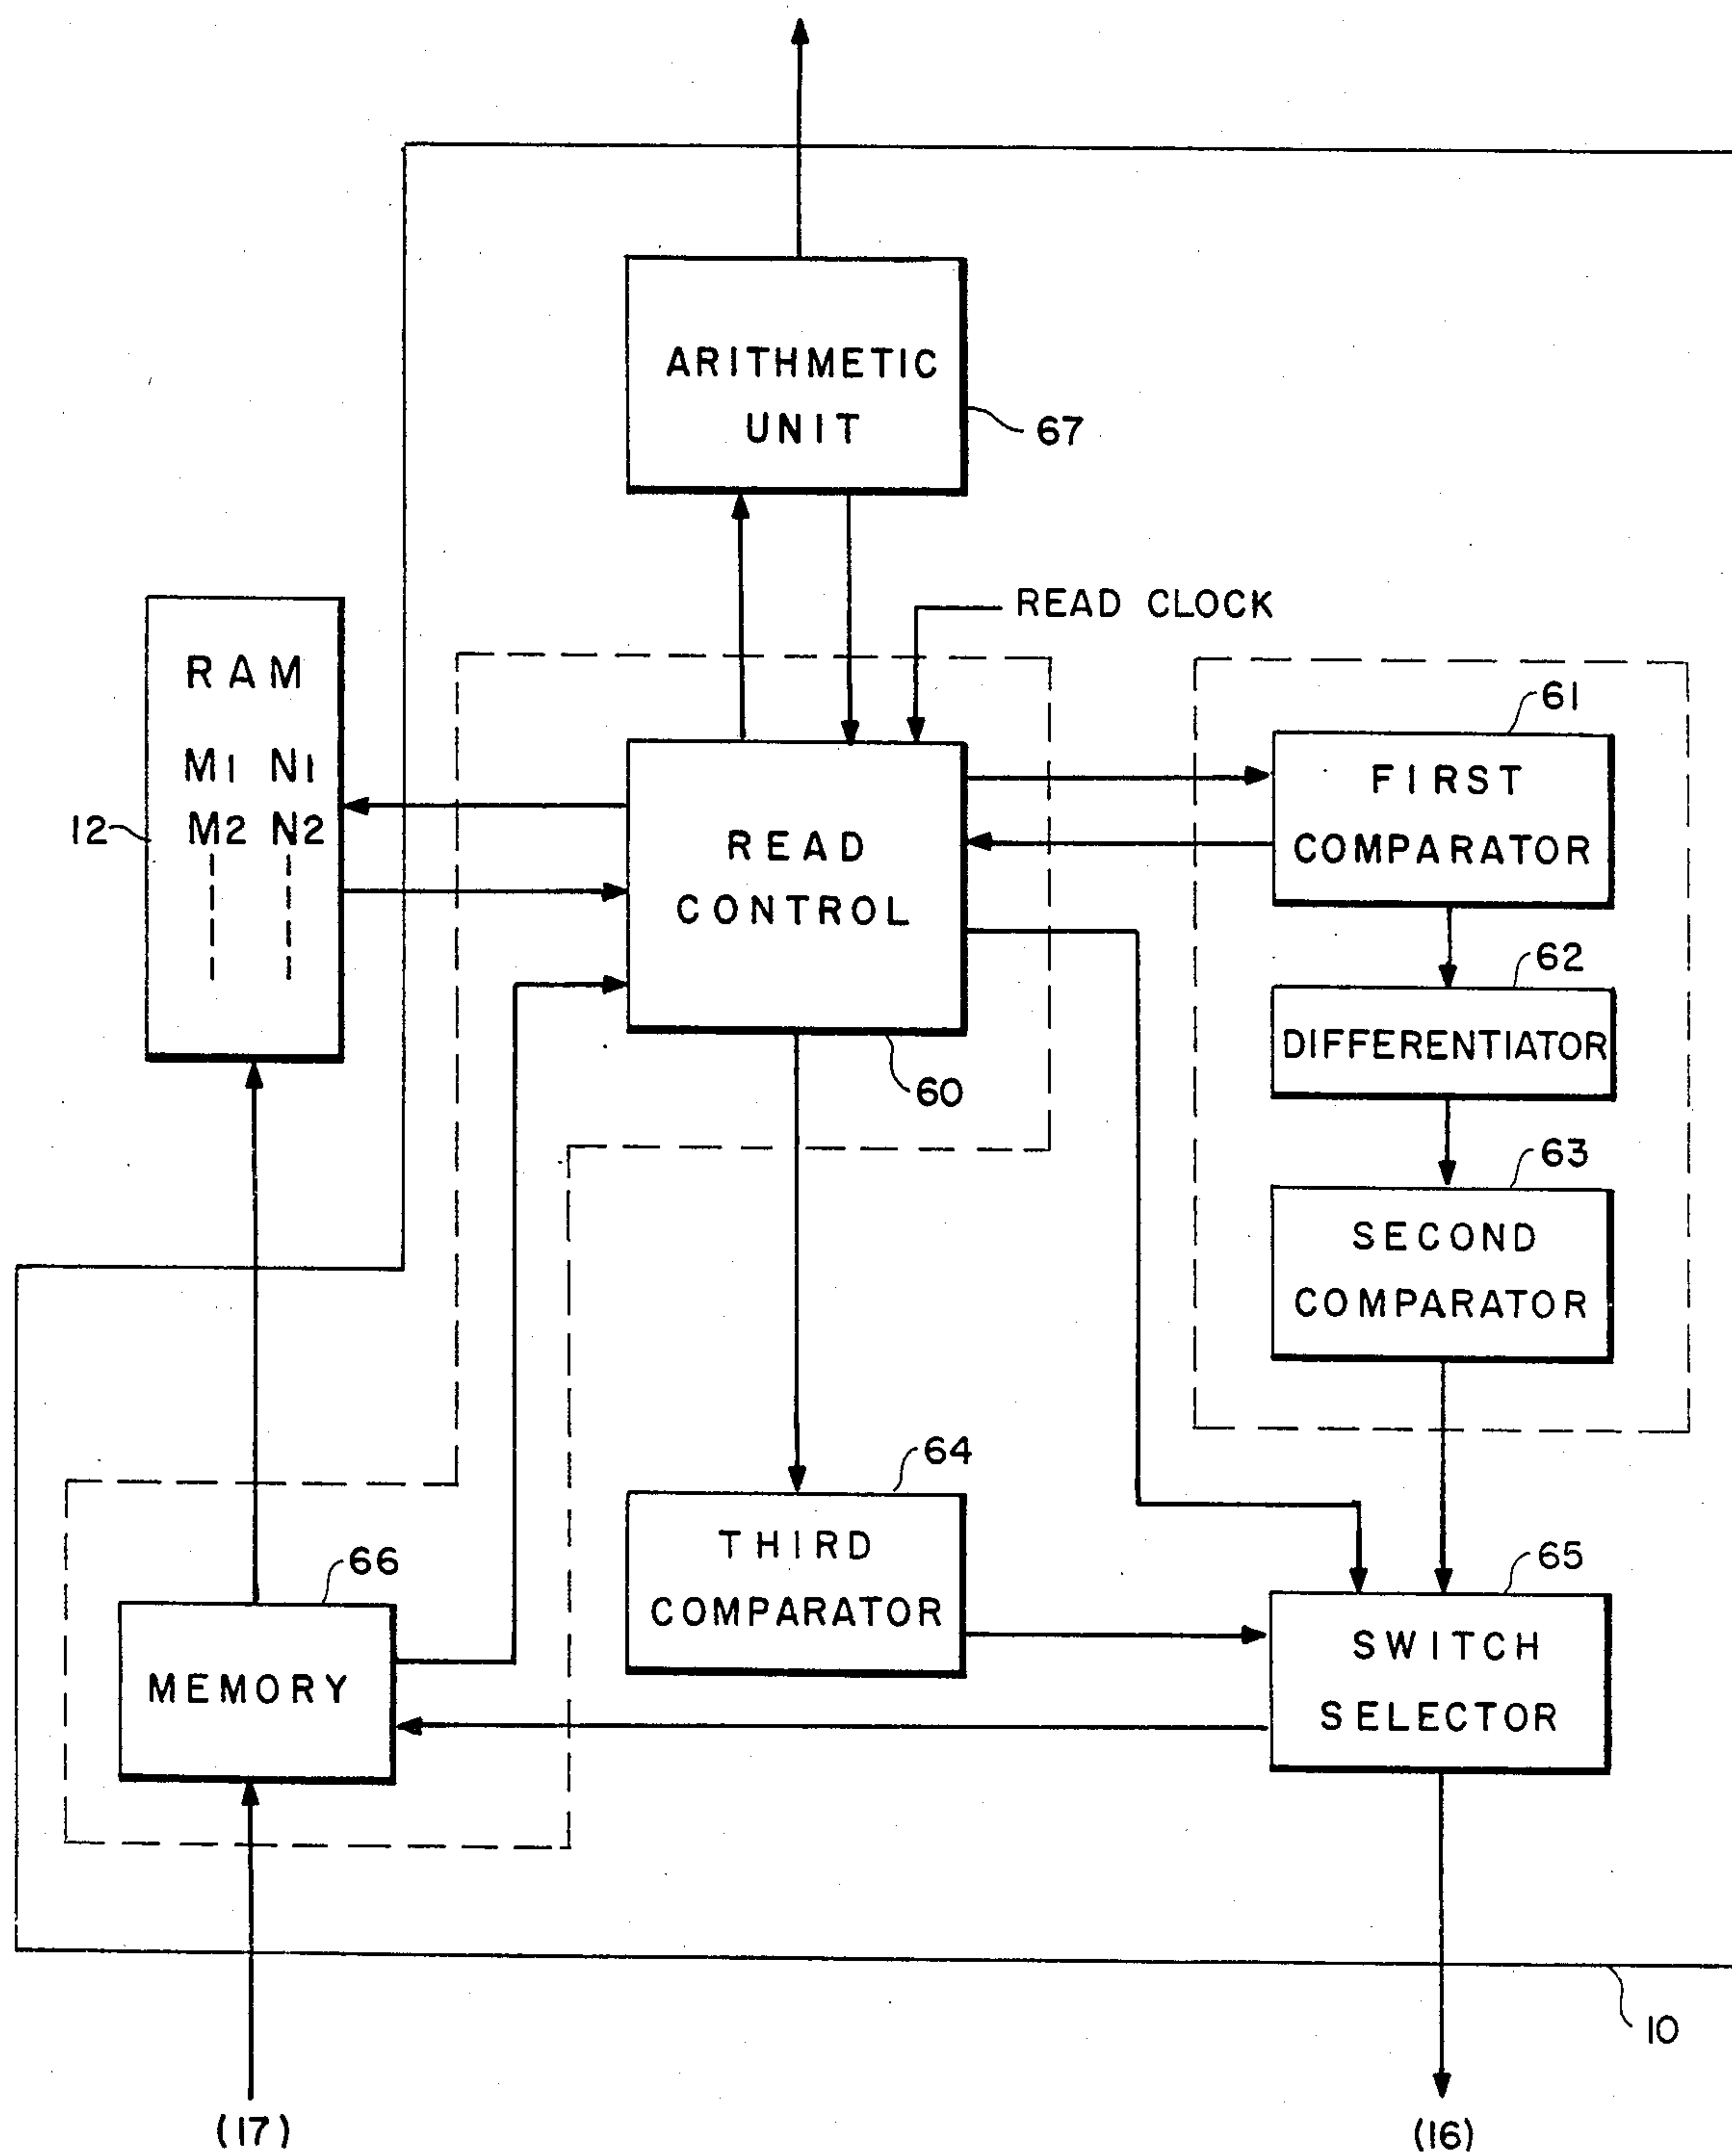 ARITHMETIC
UNIT
67
READ CLOCK
RAM
M1 N1
M2 N2
12
READ
CONTROL
60
61
FIRST
COMPARATOR
62
DIFFERENTIATOR
63
SECOND
COMPARATOR
64
THIRD
COMPARATOR
65
SWITCH
SELECTOR
66
MEMORY
10
(17)
(16)